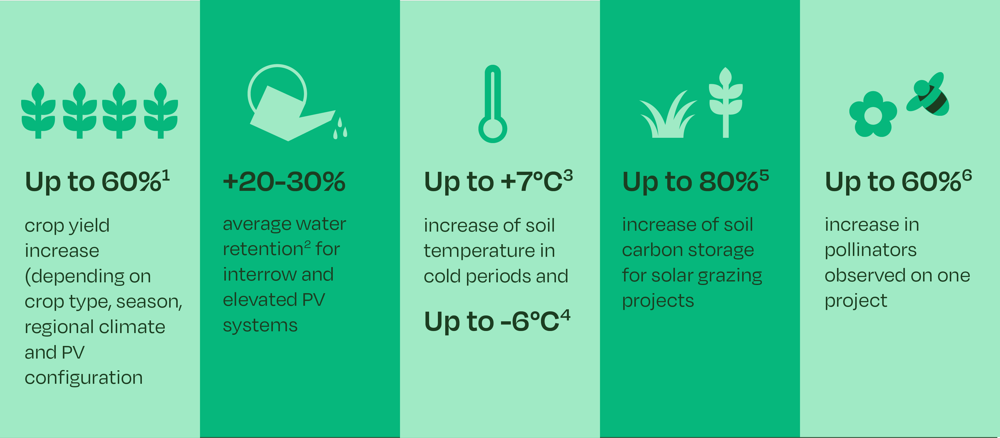 Up to 60%¹
crop yield
increase
(depending on
crop type, season,
regional climate
and PV
configuration
+20-30%
average water
retention² for
interrow and
elevated PV
systems
Up to +7°C³
increase of soil
temperature in
cold periods and
Up to -6°C⁴
Up to 80%⁵
increase of soil
carbon storage
for solar grazing
projects
Up to 60%⁶
increase in
pollinators
observed on one
project